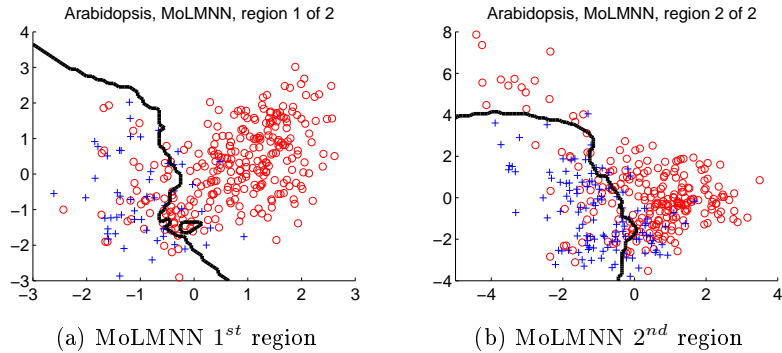 Arabidopsis, MoLMNN, region 1 of 2
4
3
2
1
0
−1
−2
−3
−3 −2 −1 0 1 2 3
(a) MoLMNN 1st region
Arabidopsis, MoLMNN, region 2 of 2
8
6
4
2
0
−2
−4
−4 −2 0 2 4
(b) MoLMNN 2nd region